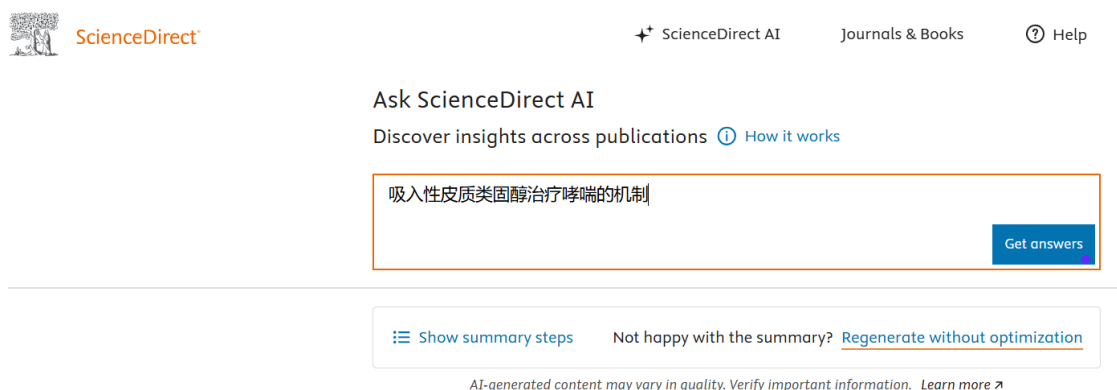 ScienceDirect®
ScienceDirect AI
Journals & Books
Help
Ask ScienceDirect AI
Discover insights across publications
How it works
吸入性皮质类固醇治疗哮喘的机制
Get answers
Show summary steps
Not happy with the summary? Regenerate without optimization
AI-generated content may vary in quality. Verify important information. Learn more ↗